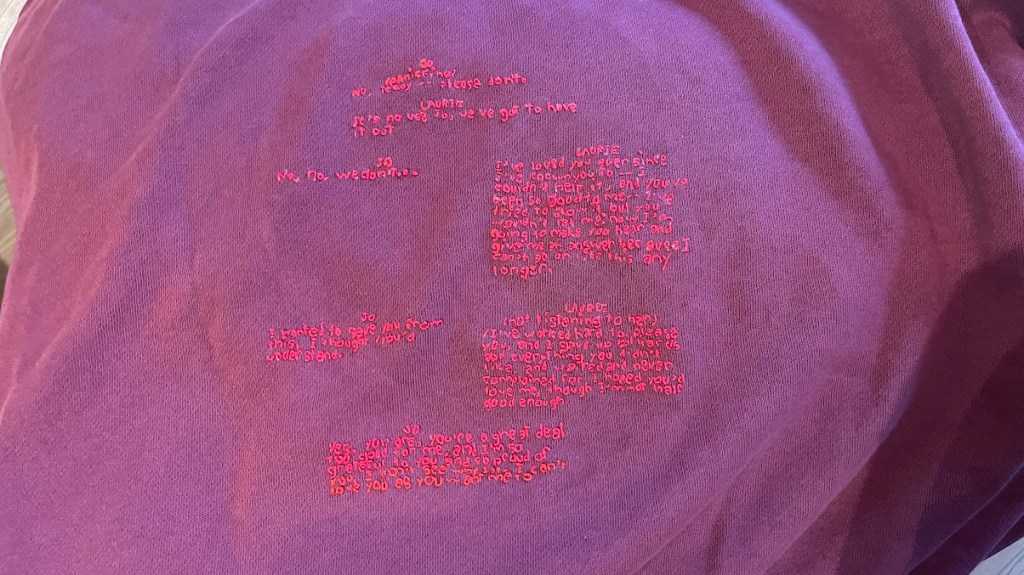 JO
(panicking)
No, Teddy -- please don't.
LAURIE
It's no use Jo, we've got to have
it out
JO
No, no, we don't...
LAURIE
I've loved you ever since
I've known you Jo -- I
couldn't help it, and you've
been so good to me -- I've
tried to show it but you
wouldn't let me; now I'm
going to make you hear and
give me an answer because I
can't go on like this any
longer.
JO
I wanted to save you from
this, I thought you'd
understand.
LAURIE
(not listening to her)
I've worked hard to please
you, and I gave up billiards
and everything you didn't
like, and waited and never
complained for I hoped you'd
love me, though I'm not half
good enough
JO
Yes, you are, you're a great deal
too good for me, and I'm so
grateful to you and so proud of
you, I don't see why I can't
love you as you want me to